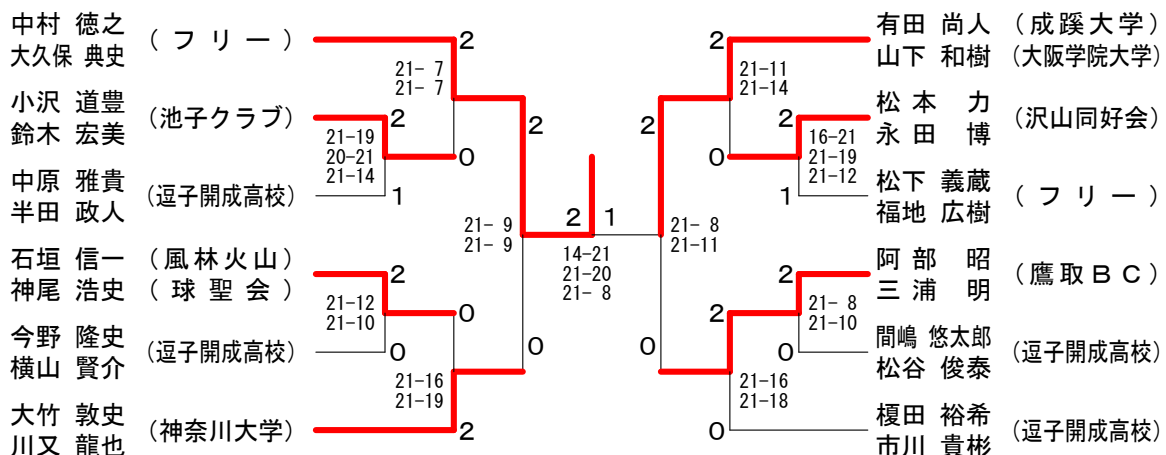 中村 徳之
大久保 典史
(フリー)
2
21- 7
21- 7
小沢 道豊
鈴木 宏美
(池子クラブ)
2
21-19
20-21
21-14
0
中原 雅貴
半田 政人
(逗子開成高校)
1
2
21- 9
21- 9
石垣 信一
神尾 浩史
(風林火山)
(球聖会)
2
21-12
21-10
0
今野 隆史
横山 賢介
(逗子開成高校)
0
0
21-16
21-19
大竹 敦史
川又 龍也
(神奈川大学)
2
2
1
14-21
21-20
21- 8
有田 尚人
山下 和樹
(成蹊大学)
(大阪学院大学)
2
21-11
21-14
松本 力
永田 博
(沢山同好会)
2
16-21
21-19
21-12
0
松下 義蔵
福地 広樹
(フリー)
1
2
21- 8
21-11
阿部 昭
三浦 明
(鷹取BC)
2
21- 8
21-10
2
間嶋 悠太郎
松谷 俊泰
(逗子開成高校)
0
0
21-16
21-18
榎田 裕希
市川 貴彬
(逗子開成高校)
0